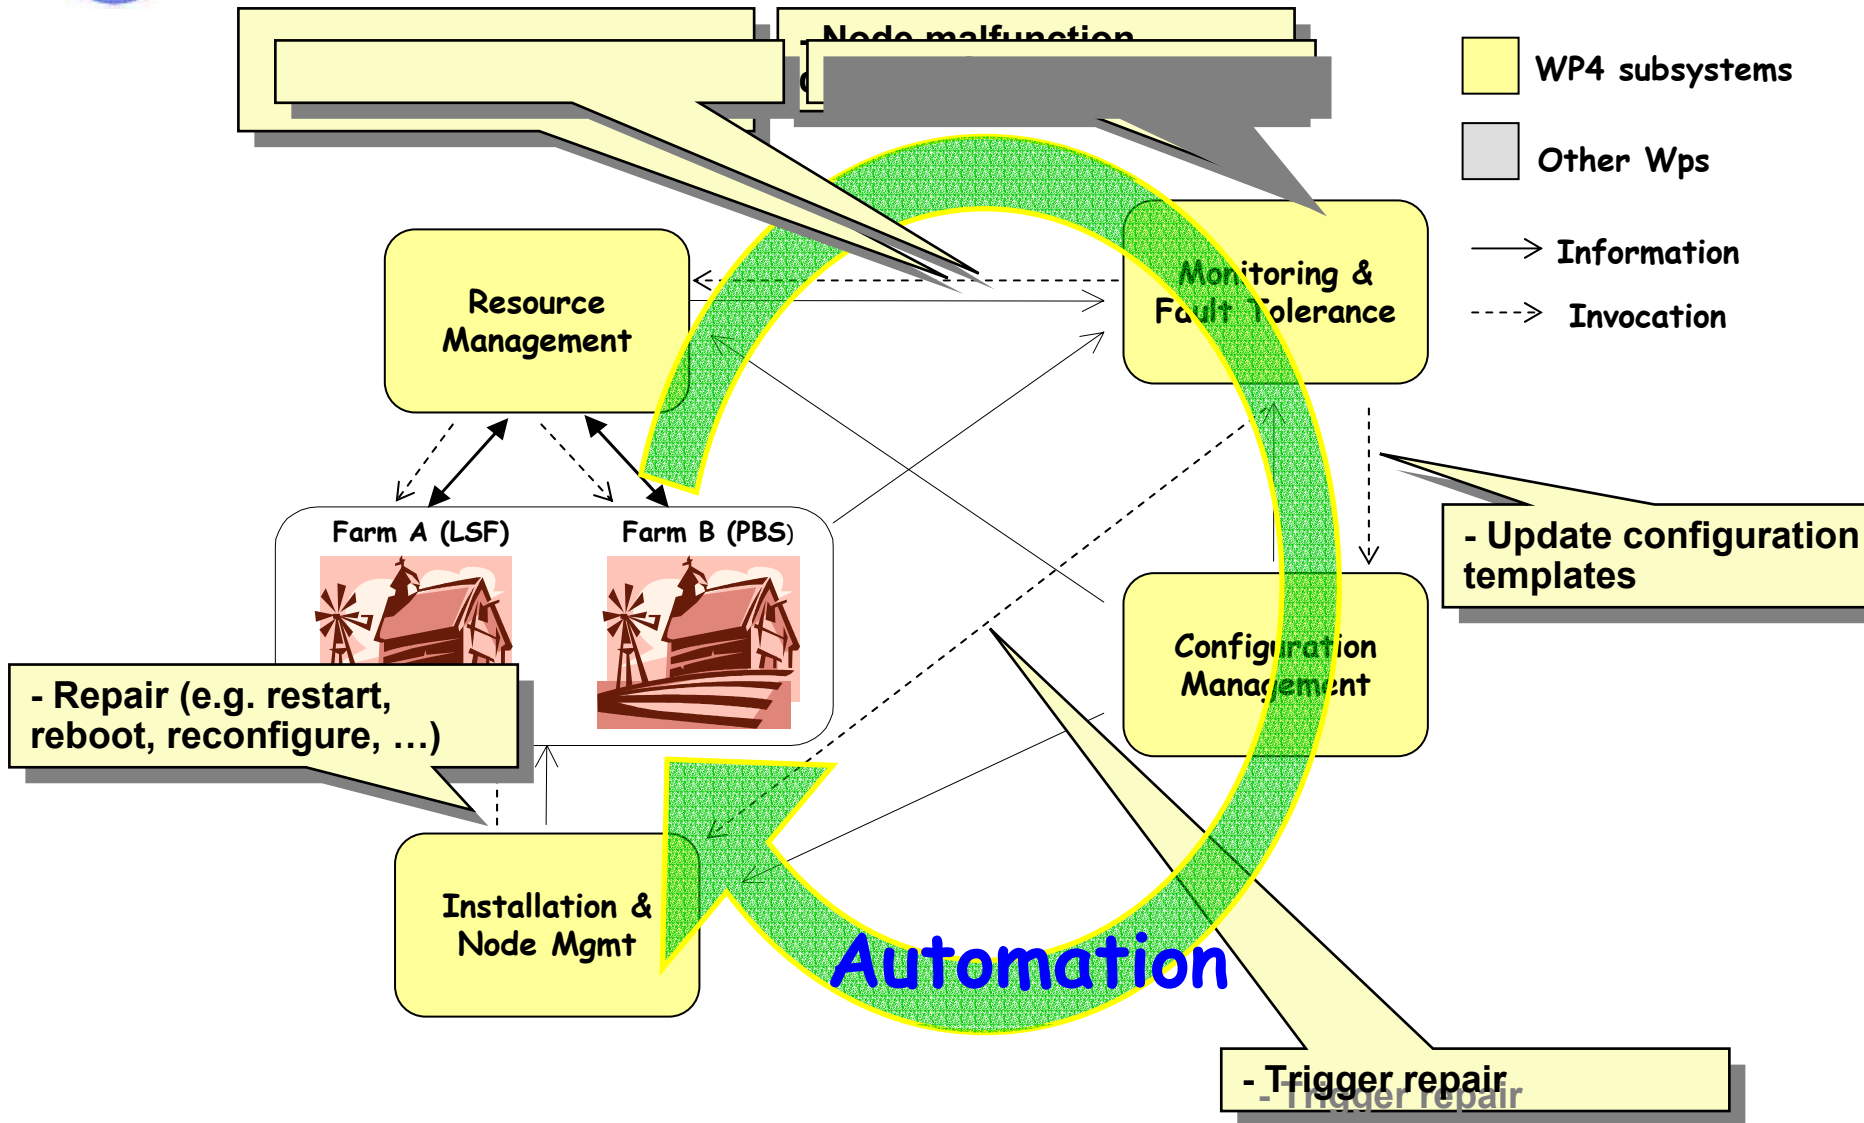 - Node malfunction
WP4 subsystems
Other Wps
Information
Invocation
Resource
Management
Monitoring &
Fault Tolerance
Farm A (LSF)
Farm B (PBS)
- Update configuration
templates
Configuration
Management
- Repair (e.g. restart,
reboot, reconfigure, …)
Installation &
Node Mgmt
Automation
- Trigger repair
- Trigger repair